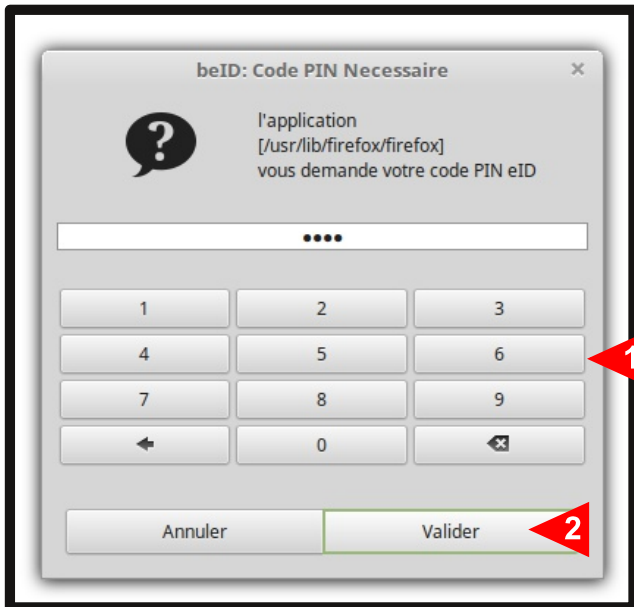 beID: Code PIN Necessaire
?
l'application
[/usr/lib/firefox/firefox]
vous demande votre code PIN eID
••••
1 2 3
4 5 6
1
7 8 9
0
Annuler Valider
2